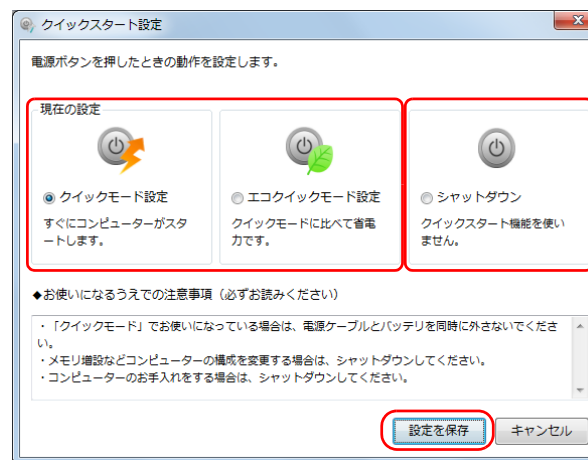 クイックスタート設定
電源ボタンを押したときの動作を設定します。
現在の設定
クイックモード設定
すぐにコンピューターがスタ
ートします。
エコクイックモード設定
クイックモードに比べて省電
力です。
シャットダウン
クイックスタート機能を使い
ません。
◆お使いになるうえでの注意事項（必ずお読みください）
・「クイックモード」でお使いになっている場合は、電源ケーブルとバッテリを同時に外さないでくださ
い。
・メモリ増設などコンピューターの構成を変更する場合は、シャットダウンしてください。
・コンピューターのお手入れをする場合は、シャットダウンしてください。
設定を保存
キャンセル